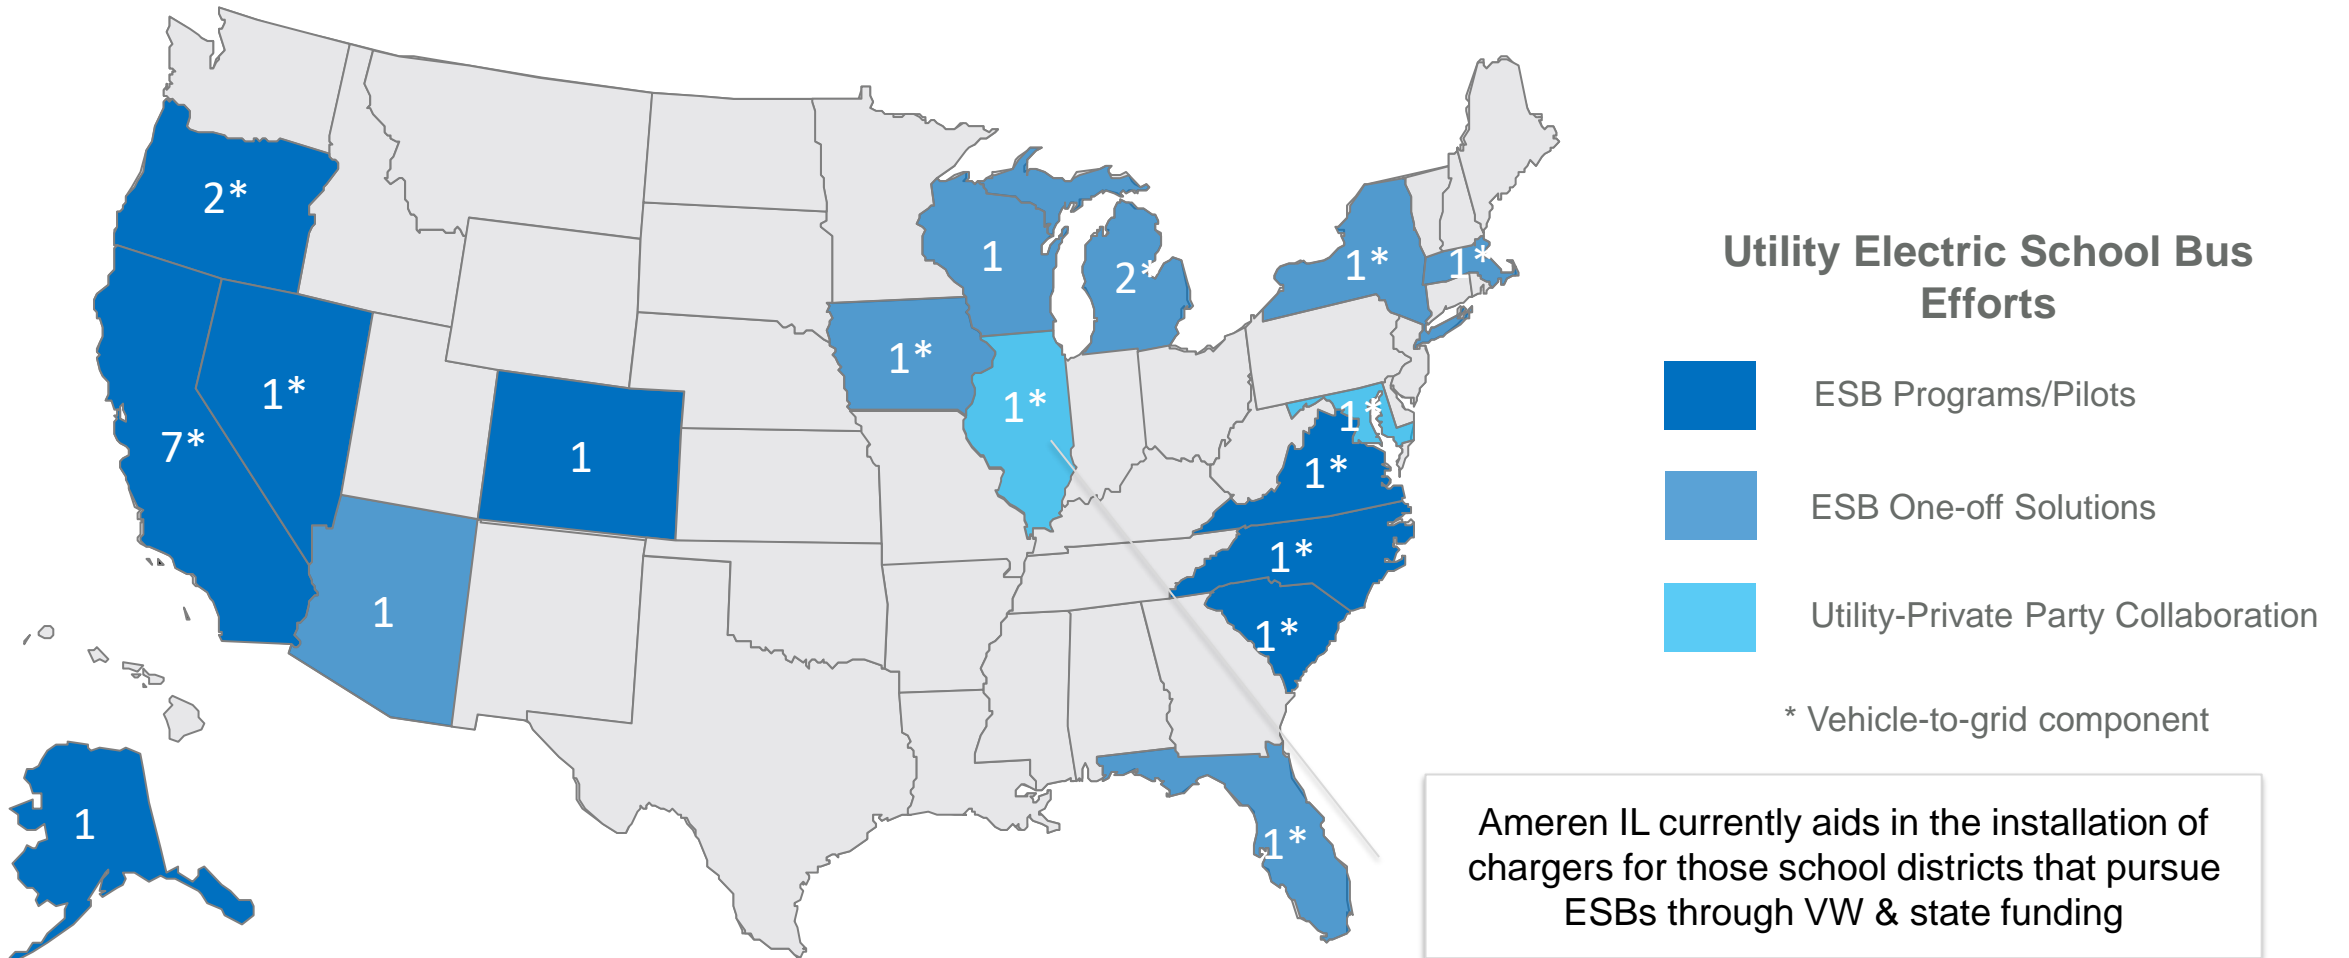 2*
7*
1*
1
1
1
1
2*
1*
1*
1*
1*
1*
1*
1*
1*
1*
1
Utility Electric School Bus
Efforts
ESB Programs/Pilots
ESB One-off Solutions
Utility-Private Party Collaboration
* Vehicle-to-grid component
Ameren IL currently aids in the installation of
chargers for those school districts that pursue
ESBs through VW & state funding